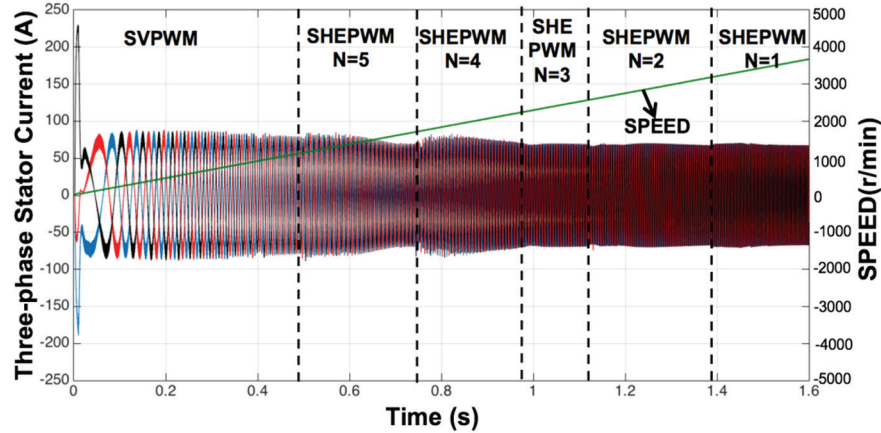 250
200
150
100
50
0
-50
-100
-150
-200
-250
Three-phase Stator Current (A)
SVPWM
SHEPWM
N=5
SHEPWM
N=4
SHE
PWM
N=3
SHEPWM
N=2
SHEPWM
N=1
SPEED
5000
4000
3000
2000
1000
0
-1000
-2000
-3000
-4000
-5000
SPEED(r/min)
0
0.2
0.4
0.6
0.8
1
1.2
1.4
1.6
Time (s)